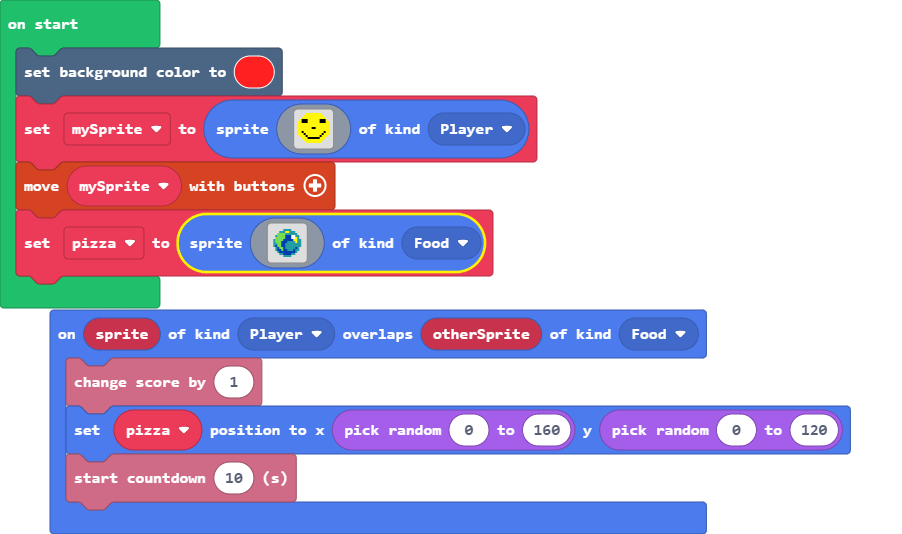 on start
set background color to
set mySprite to sprite of kind Player
move mySprite with buttons
set pizza to sprite of kind Food
on sprite of kind Player overlaps otherSprite of kind Food
change score by 1
set pizza position to x pick random 0 to 160 y pick random 0 to 120
start countdown 10 (s)